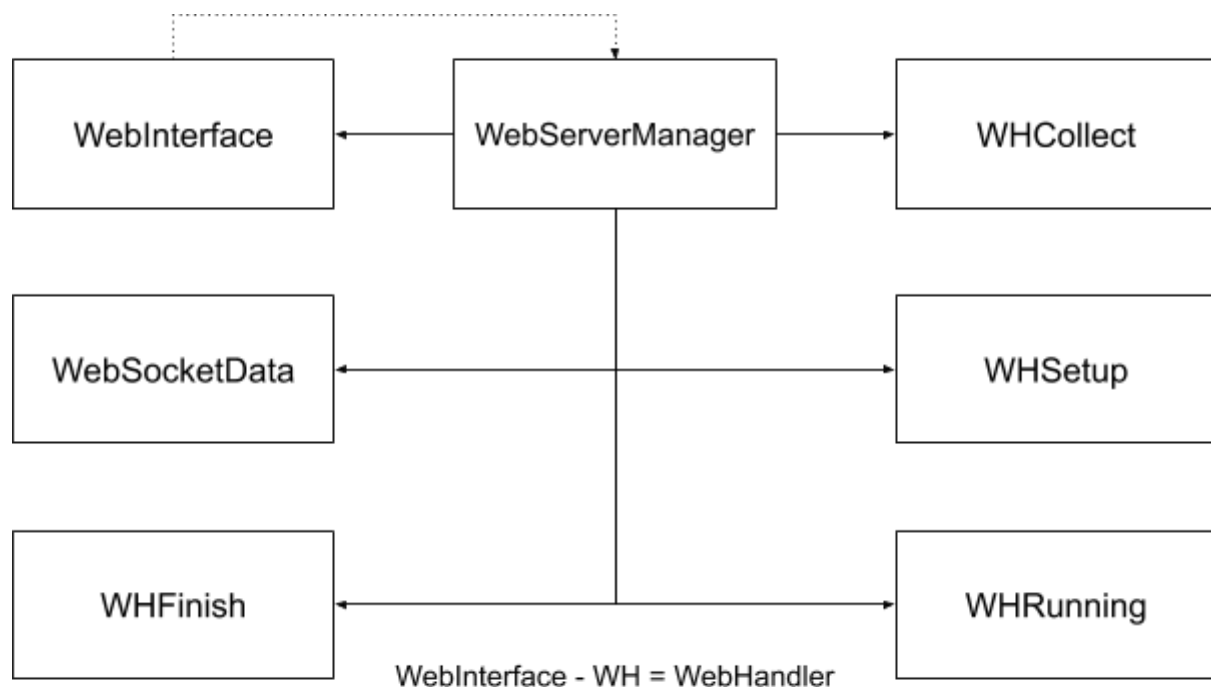 WebInterface
WebServerManager
WHCollect
WebSocketData
WHSetup
WHFinish
WHRunning
WebInterface - WH = WebHandler